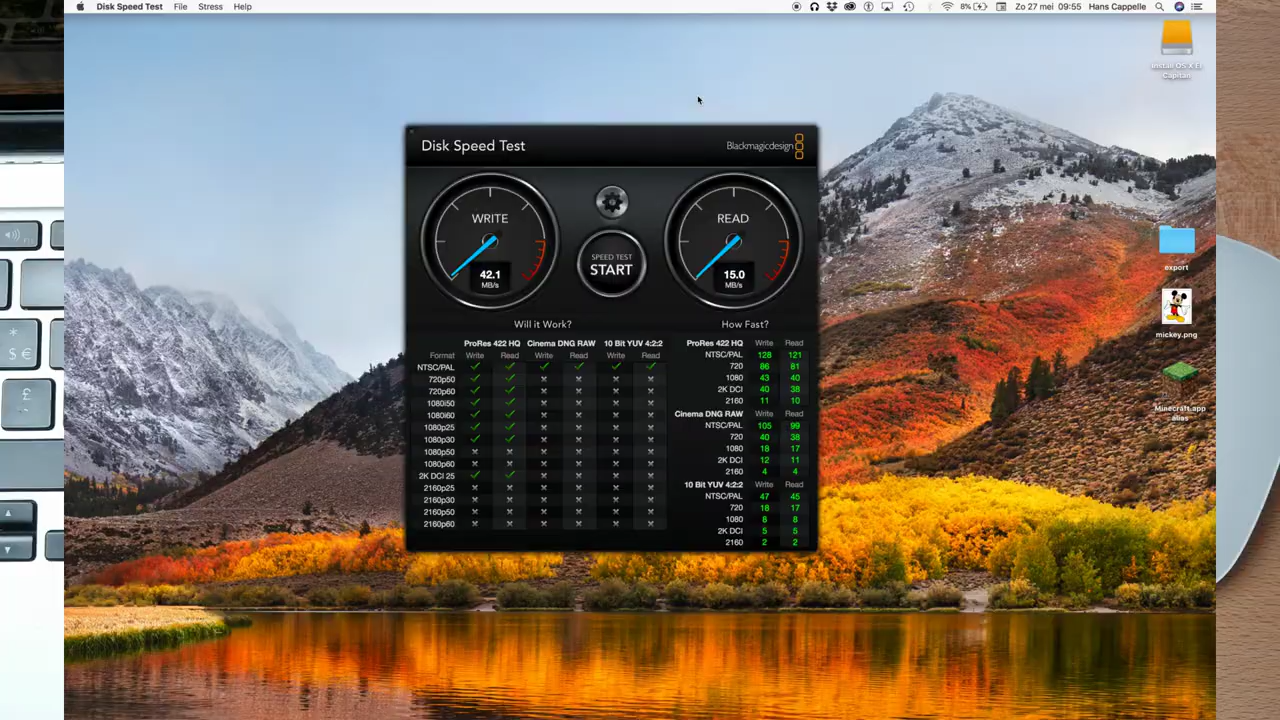 Disk Speed Test File Stress Help 8% Zo 27 mei 09:55 Hans Cappelle
Install OS X El
Capitan
Disk Speed Test Blackmagicdesign
WRITE READ
SPEED TEST
START
42.1 15.0
MB/s MB/s
Will it Work?
ProRes 422 HQ Cinema DNG RAW 10 Bit YUV 4:2:2
Format Write Read Write Read Write Read
NTSC/PAL
720p50
720p60
1080i50
1080i60
1080p25
1080p30
1080p50
1080p60
2K DCI 25
2160p25
2160p30
2160p50
2160p60
How Fast?
ProRes 422 HQ Write Read
NTSC/PAL 128 121
720 86 81
1080 43 40
2K DCI 40 38
2160 11 10
Cinema DNG RAW Write Read
NTSC/PAL 105 99
720 40 38
1080 18 17
2K DCI 12 11
2160 4 4
10 Bit YUV 4:2:2 Write Read
NTSC/PAL 47 45
720 18 17
1080 8
2K DCI 5 5
2160 2 2
export
mickey.png
Minecraft.app
alias
* $ €
£